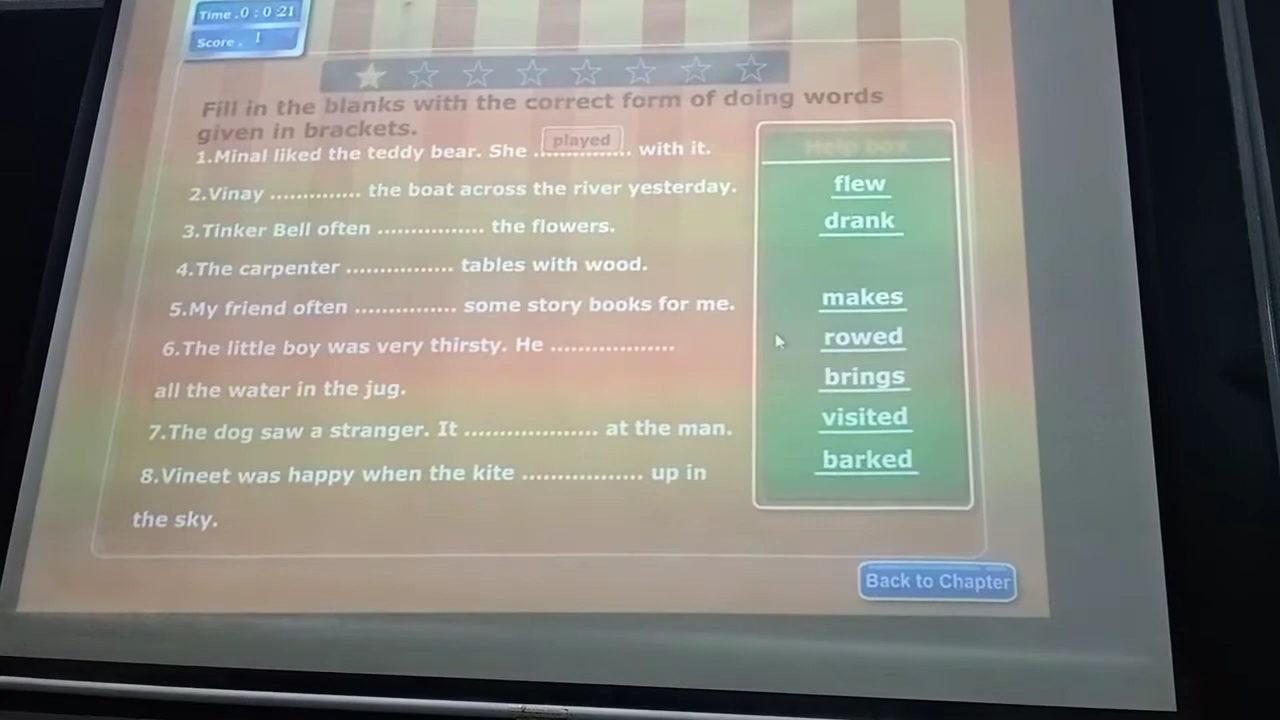 Time .0 : 0 21
Score . 1
Fill in the blanks with the correct form of doing words
given in brackets.
played
1.Minal liked the teddy bear. She .............. with it.
2.Vinay ............. the boat across the river yesterday.
3.Tinker Bell often ................ the flowers.
4.The carpenter ................ tables with wood.
5.My friend often ............... some story books for me.
6.The little boy was very thirsty. He ..................
all the water in the jug.
7.The dog saw a stranger. It ................... at the man.
8.Vineet was happy when the kite ................. up in
the sky.
Help box
flew
drank
makes
rowed
brings
visited
barked
Back to Chapter